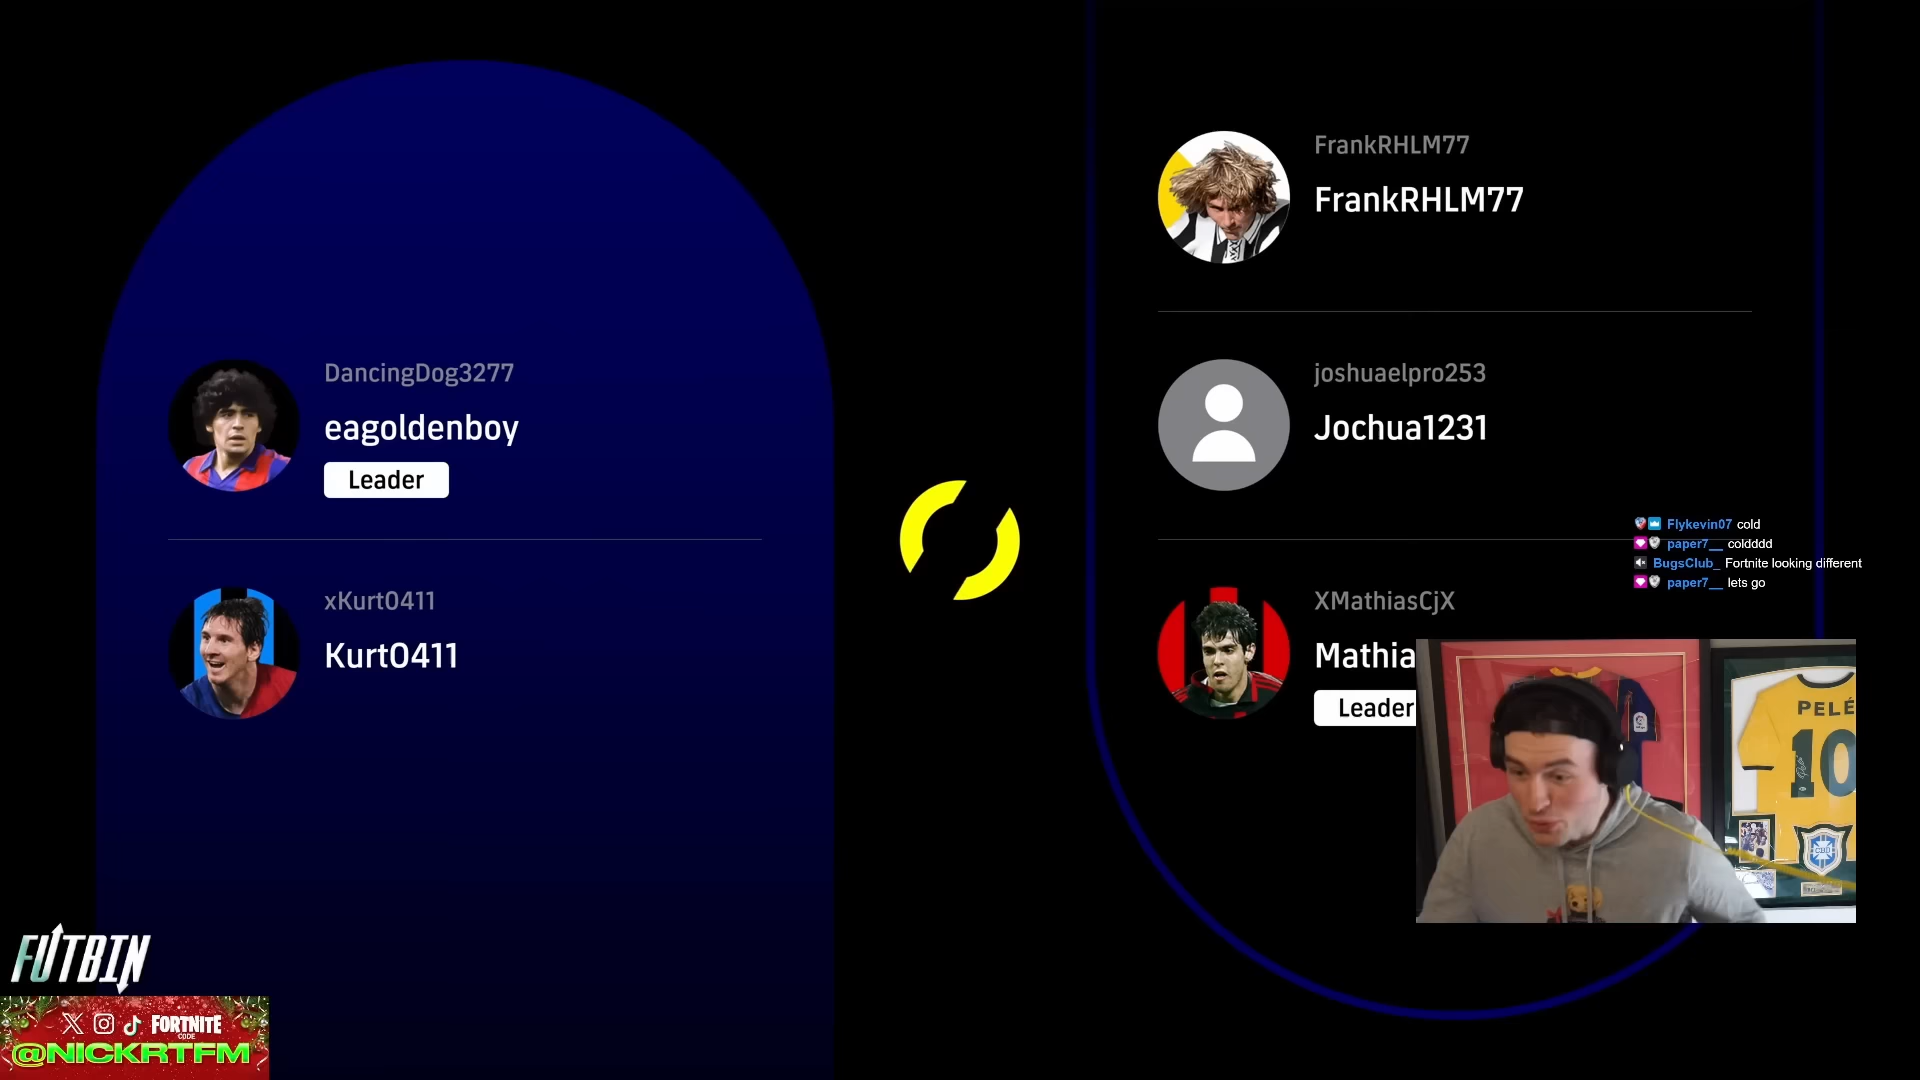 DancingDog3277
eagoldenboy
Leader
xKurt0411
Kurt0411
FrankRHLM77
FrankRHLM77
joshuaelpro253
Jochua1231
XMathiasCjX
Mathia
Leader
Flykevin07 cold
paper7__ coldddd
BugsClub_ Fortnite looking different
paper7__ lets go
PELÉ
10
CBD
FUTBIN
FORTNITE
CODE
@NICKRTFM